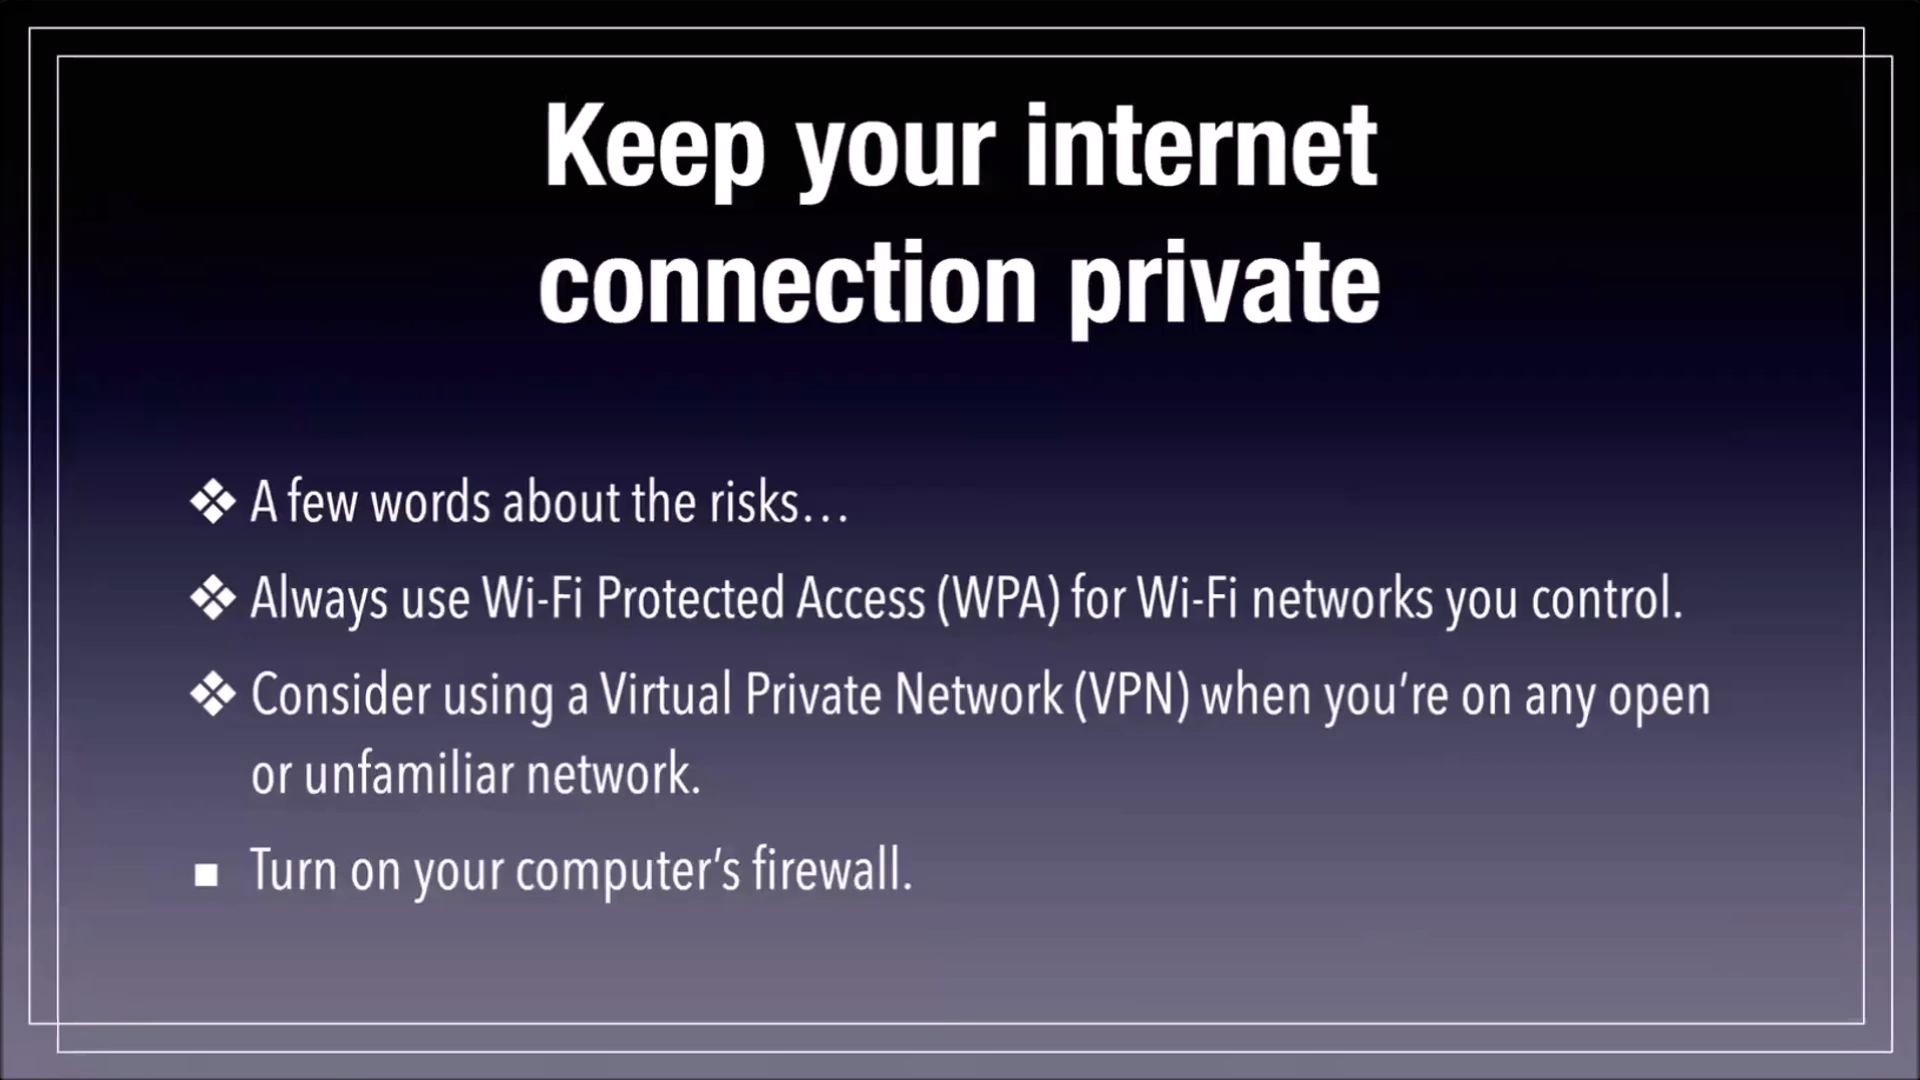 Keep your internet
connection private
❖ A few words about the risks…
❖ Always use Wi-Fi Protected Access (WPA) for Wi-Fi networks you control.
❖ Consider using a Virtual Private Network (VPN) when you’re on any open
or unfamiliar network.
▪ Turn on your computer’s firewall.